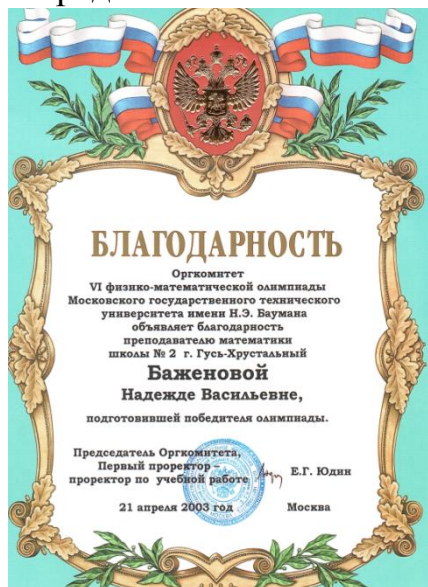 БЛАГОДАРНОСТЬ
Оргкомитет
VI физико-математической олимпиады
Московского государственного технического
университета имени Н.Э. Баумана
объявляет благодарность
преподавателю математики
школы № 2 г. Гусь-Хрустальный
Баженовой
Надежде Васильевне,
подготовившей победителя олимпиады.
Председатель Оргкомитета,
Первый проректор –
проректор по учебной работе
Е.Г. Юдин
21 апреля 2003 год
Москва